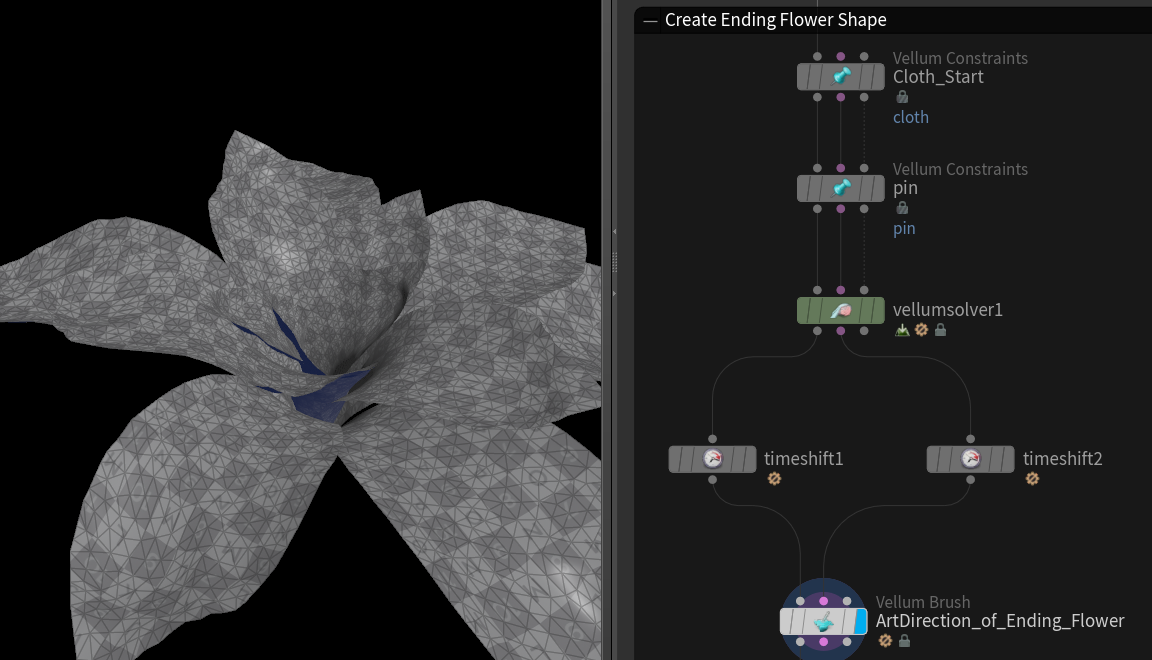 Create Ending Flower Shape
Vellum Constraints
Cloth_Start
cloth
Vellum Constraints
pin
pin
vellumsolver1
timeshift1
timeshift2
Vellum Brush
ArtDirection_of_Ending_Flower